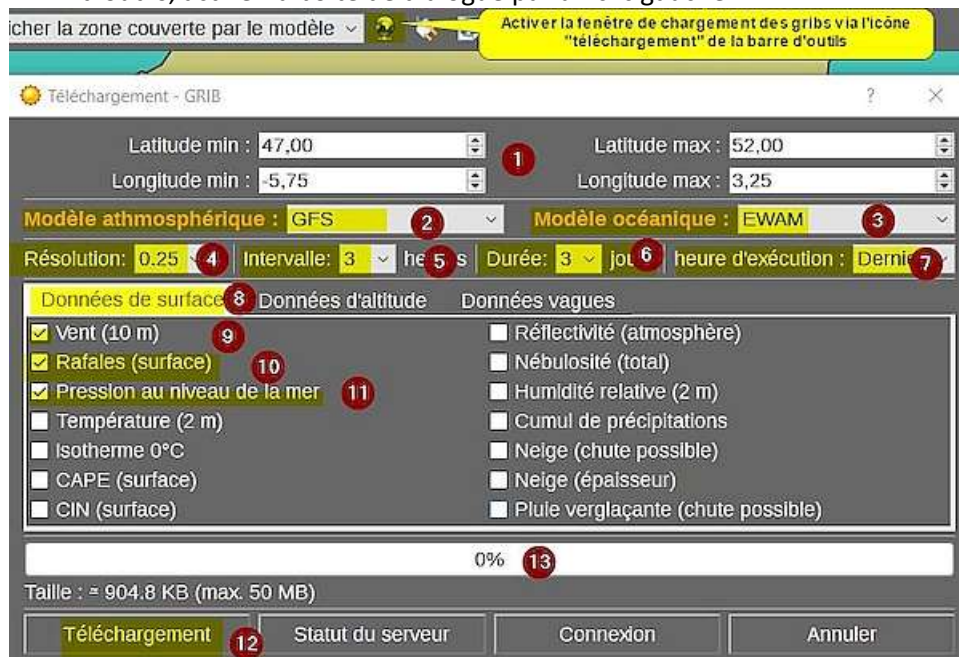 icher la zone couverte par le modèle
Activer la fenêtre de chargement des gribs via l'icône
"téléchargement" de la barre d'outils
Téléchargement - GRIB ? ×
Latitude min : 47,00 1 Latitude max : 52,00
Longitude min : -5,75 Longitude max : 3,25
Modèle athmosphérique : GFS 2 Modèle océanique : EWAM 3
Résolution: 0.25 4 Intervalle: 3 5 Durée: 3 6 heure d'exécution : 7
Données de surface 8 Données d'altitude Données vagues
Vent (10 m) 9 Réflectivité (atmosphère)
Rafales (surface) 10 Nébulosité (total)
Pression au niveau de la mer 11 Humidité relative (2 m)
Température (2 m) Cumul de précipitations
Isotherme 0°C Neige (chute possible)
CAPE (surface) Neige (épaisseur)
CIN (surface) Pluie verglaçante (chute possible)
0% 13
Taille : ≈ 904.8 KB (max. 50 MB)
Téléchargement 12 Statut du serveur Connexion Annuler